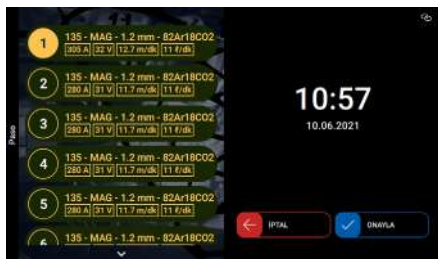 Paso
1
135 - MAG - 1.2 mm - 82Ar18CO2
305 A 32 V 12.7 m/dk 11 ℓ/dk
2
135 - MAG - 1.2 mm - 82Ar18CO2
280 A 31 V 11.7 m/dk 11 ℓ/dk
3
135 - MAG - 1.2 mm - 82Ar18CO2
280 A 31 V 11.7 m/dk 11 ℓ/dk
4
135 - MAG - 1.2 mm - 82Ar18CO2
280 A 31 V 11.7 m/dk 11 ℓ/dk
5
135 - MAG - 1.2 mm - 82Ar18CO2
280 A 31 V 11.7 m/dk 11 ℓ/dk
6
135 - MAG - 1.2 mm - 82Ar18CO2
10:57
10.06.2021
İPTAL
ONAYLA